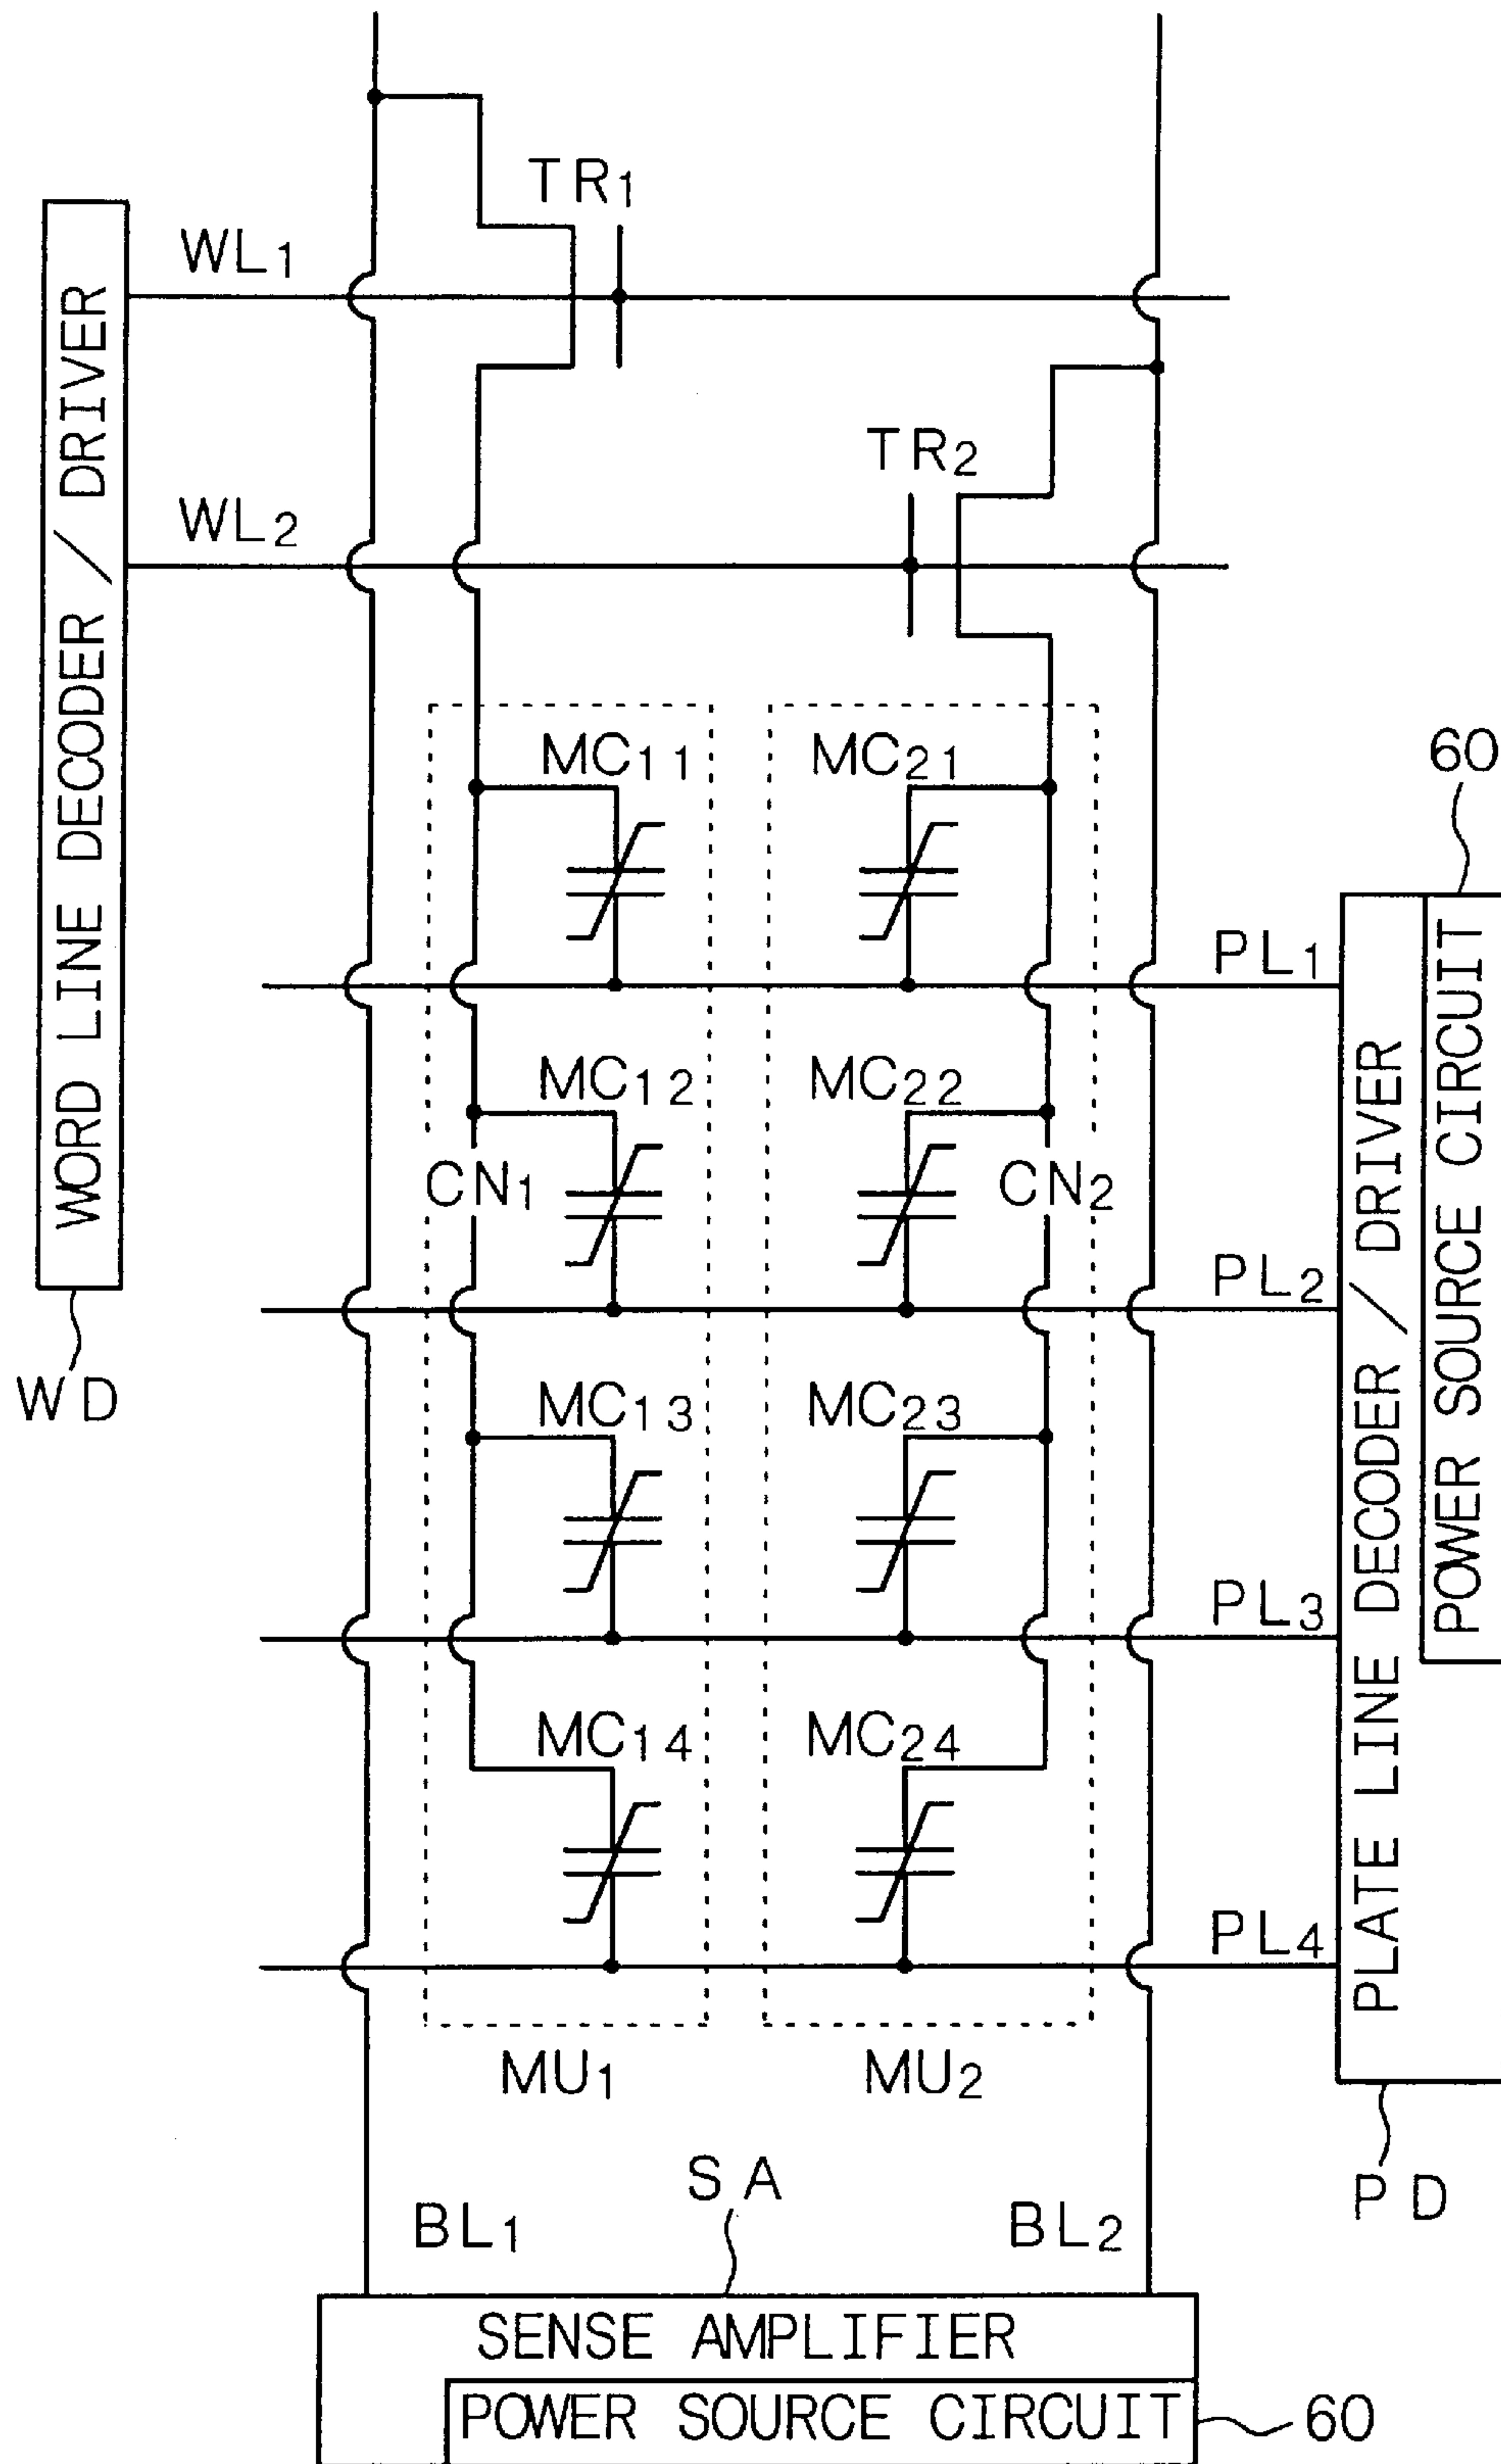 TR1
WL1
WORD LINE DECODER / DRIVER
TR2
WL2
60
MC11 MC21
POWER SOURCE CIRCUIT
PL1
PLATE LINE DECODER / DRIVER
MC12 MC22
CN1 CN2
PL2
WD
MC13 MC23
PL3
MC14 MC24
PL4
MU1 MU2
PD
SA
BL1 BL2
SENSE AMPLIFIER
POWER SOURCE CIRCUIT 60